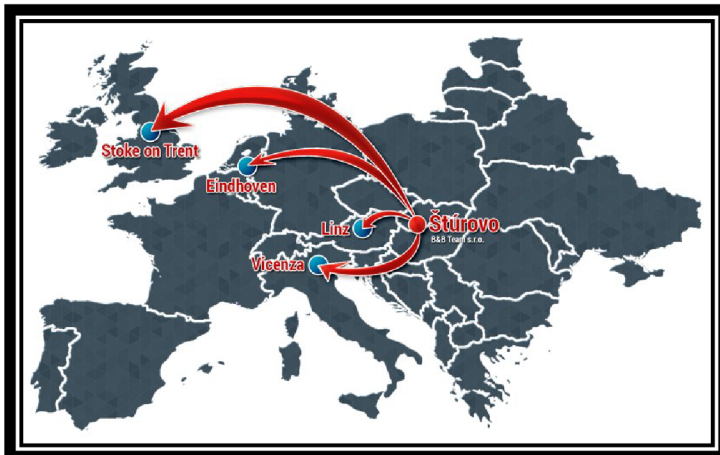 Stoke on Trent
Eindhoven
Linz
Štúrovo
B&B Team s.r.o.
Vicenza